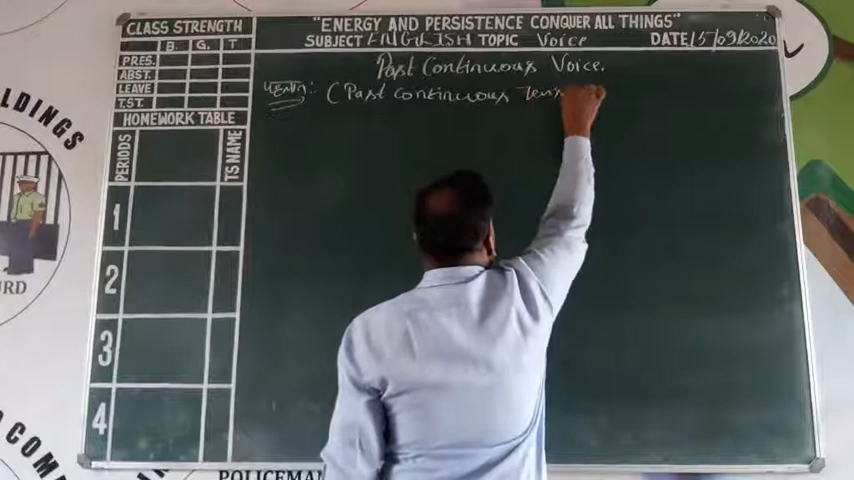 "ENERGY AND PERSISTENCE CONQUER ALL THINGS"
CLASS STRENGTH
SUBJECT ENGLISH TOPIC Voice DATE 15/09/2020
B G T
PRES.
ABST.
LEAVE
T.ST.
Past Continuous Voice.
(Past continuous Tens
HOMEWORK TABLE
PERIODS
TS NAME
1
2
3
4
POLICEMAN